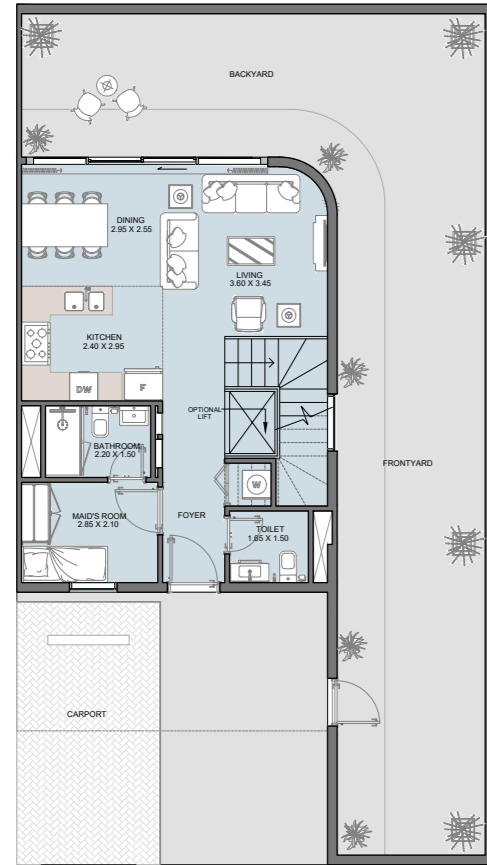 BACKYARD
DINING
2.95 X 2.55
LIVING
3.60 X 3.45
KITCHEN
2.40 X 2.95
DW
F
OPTIONAL
LIFT
BATHROOM
2.20 X 1.50
FRONTYARD
W
MAID'S ROOM
2.85 X 2.10
FOYER
TOILET
1.65 X 1.50
CARPORT